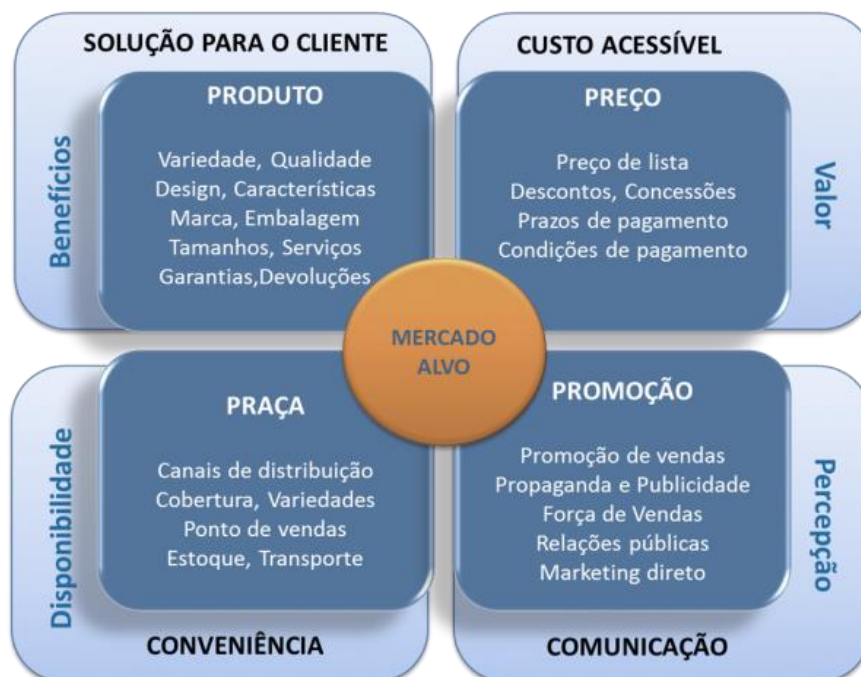 SOLUÇÃO PARA O CLIENTE
Benefícios
PRODUTO
Variedade, Qualidade
Design, Características
Marca, Embalagem
Tamanhos, Serviços
Garantias,Devoluções
CUSTO ACESSÍVEL
PREÇO
Preço de lista
Descontos, Concessões
Prazos de pagamento
Condições de pagamento
Valor
MERCADO
ALVO
Disponibilidade
PRAÇA
Canais de distribuição
Cobertura, Variedades
Ponto de vendas
Estoque, Transporte
CONVENIÊNCIA
PROMOÇÃO
Promoção de vendas
Propaganda e Publicidade
Força de Vendas
Relações públicas
Marketing direto
Percepção
COMUNICAÇÃO